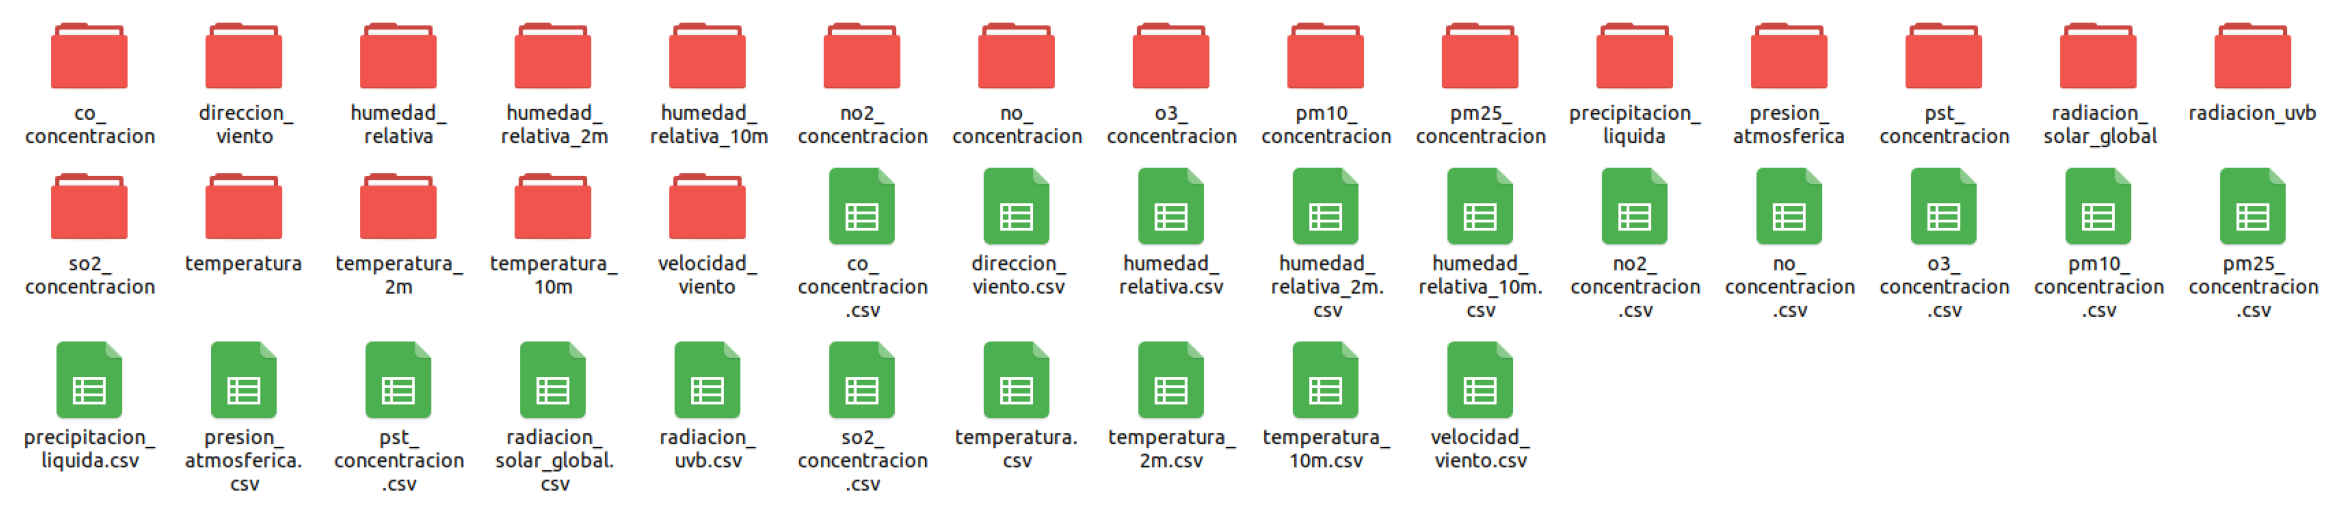 co_
concentracion
direccion_
viento
humedad_
relativa
humedad_
relativa_2m
humedad_
relativa_10m
no2_
concentracion
no_
concentracion
o3_
concentracion
pm10_
concentracion
pm25_
concentracion
precipitacion_
liquida
presion_
atmosferica
pst_
concentracion
radiacion_
solar_global
radiacion_uvb
so2_
concentracion
temperatura
temperatura_
2m
temperatura_
10m
velocidad_
viento
co_
concentracion
.csv
direccion_
viento.csv
humedad_
relativa.csv
humedad_
relativa_2m.
csv
humedad_
relativa_10m.
csv
no2_
concentracion
.csv
no_
concentracion
.csv
o3_
concentracion
.csv
pm10_
concentracion
.csv
pm25_
concentracion
.csv
precipitacion_
liquida.csv
presion_
atmosferica.
csv
pst_
concentracion
.csv
radiacion_
solar_global.
csv
radiacion_
uvb.csv
so2_
concentracion
.csv
temperatura.
csv
temperatura_
2m.csv
temperatura_
10m.csv
velocidad_
viento.csv